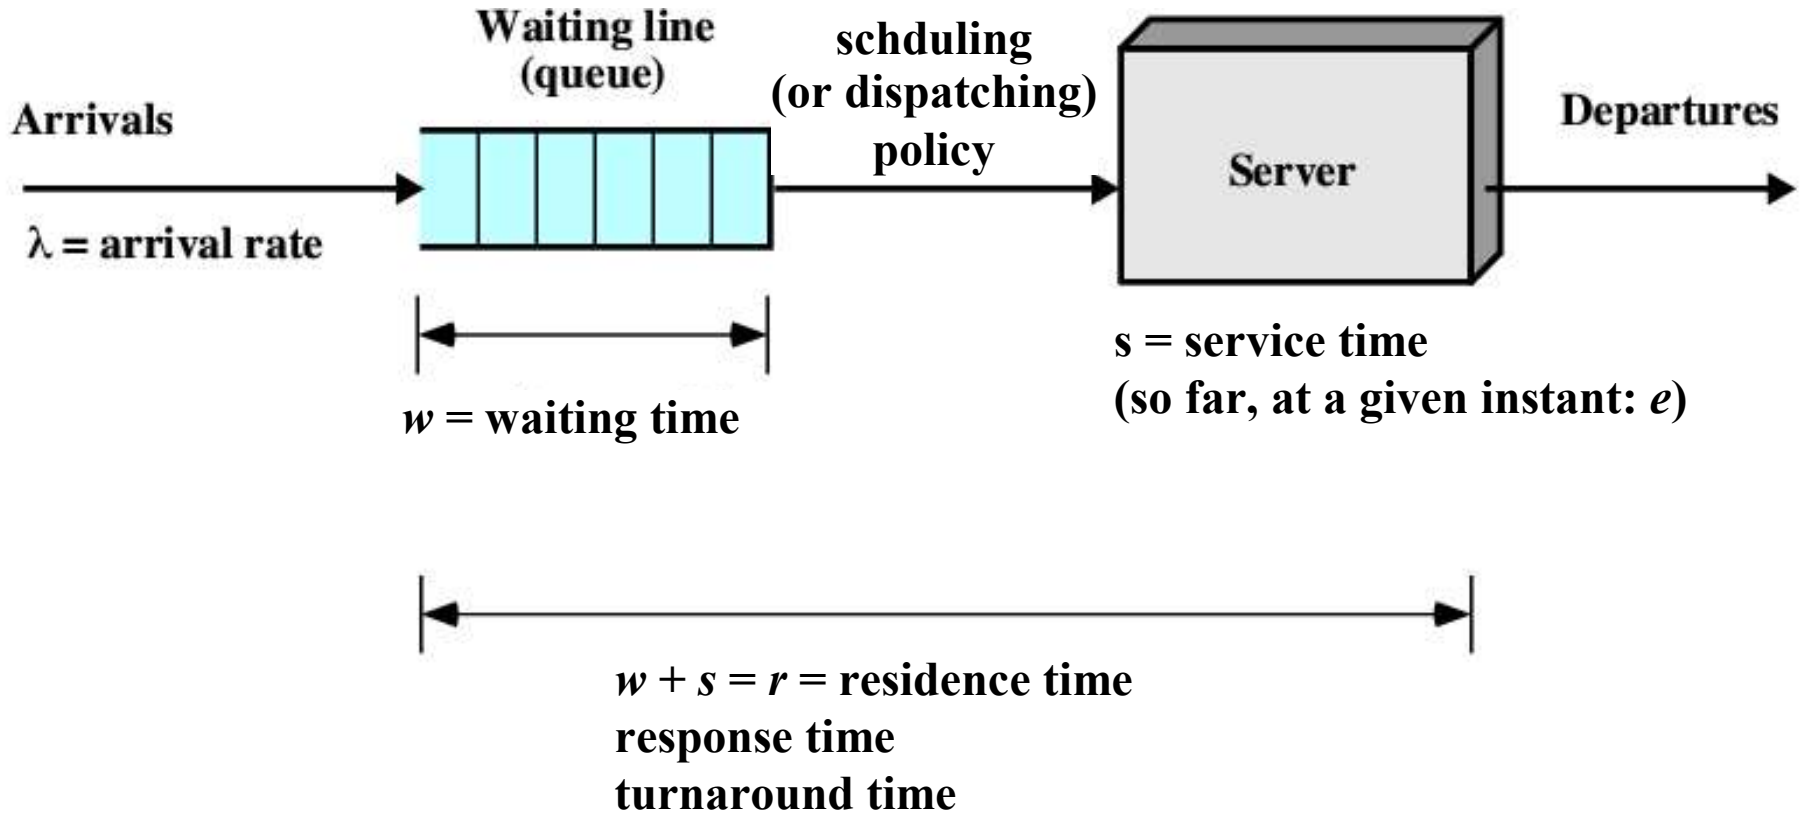 Waiting line
(queue)
schduling
(or dispatching)
policy
Arrivals
λ = arrival rate
Server
Departures
w = waiting time
s = service time
(so far, at a given instant: e)
w + s = r = residence time
response time
turnaround time